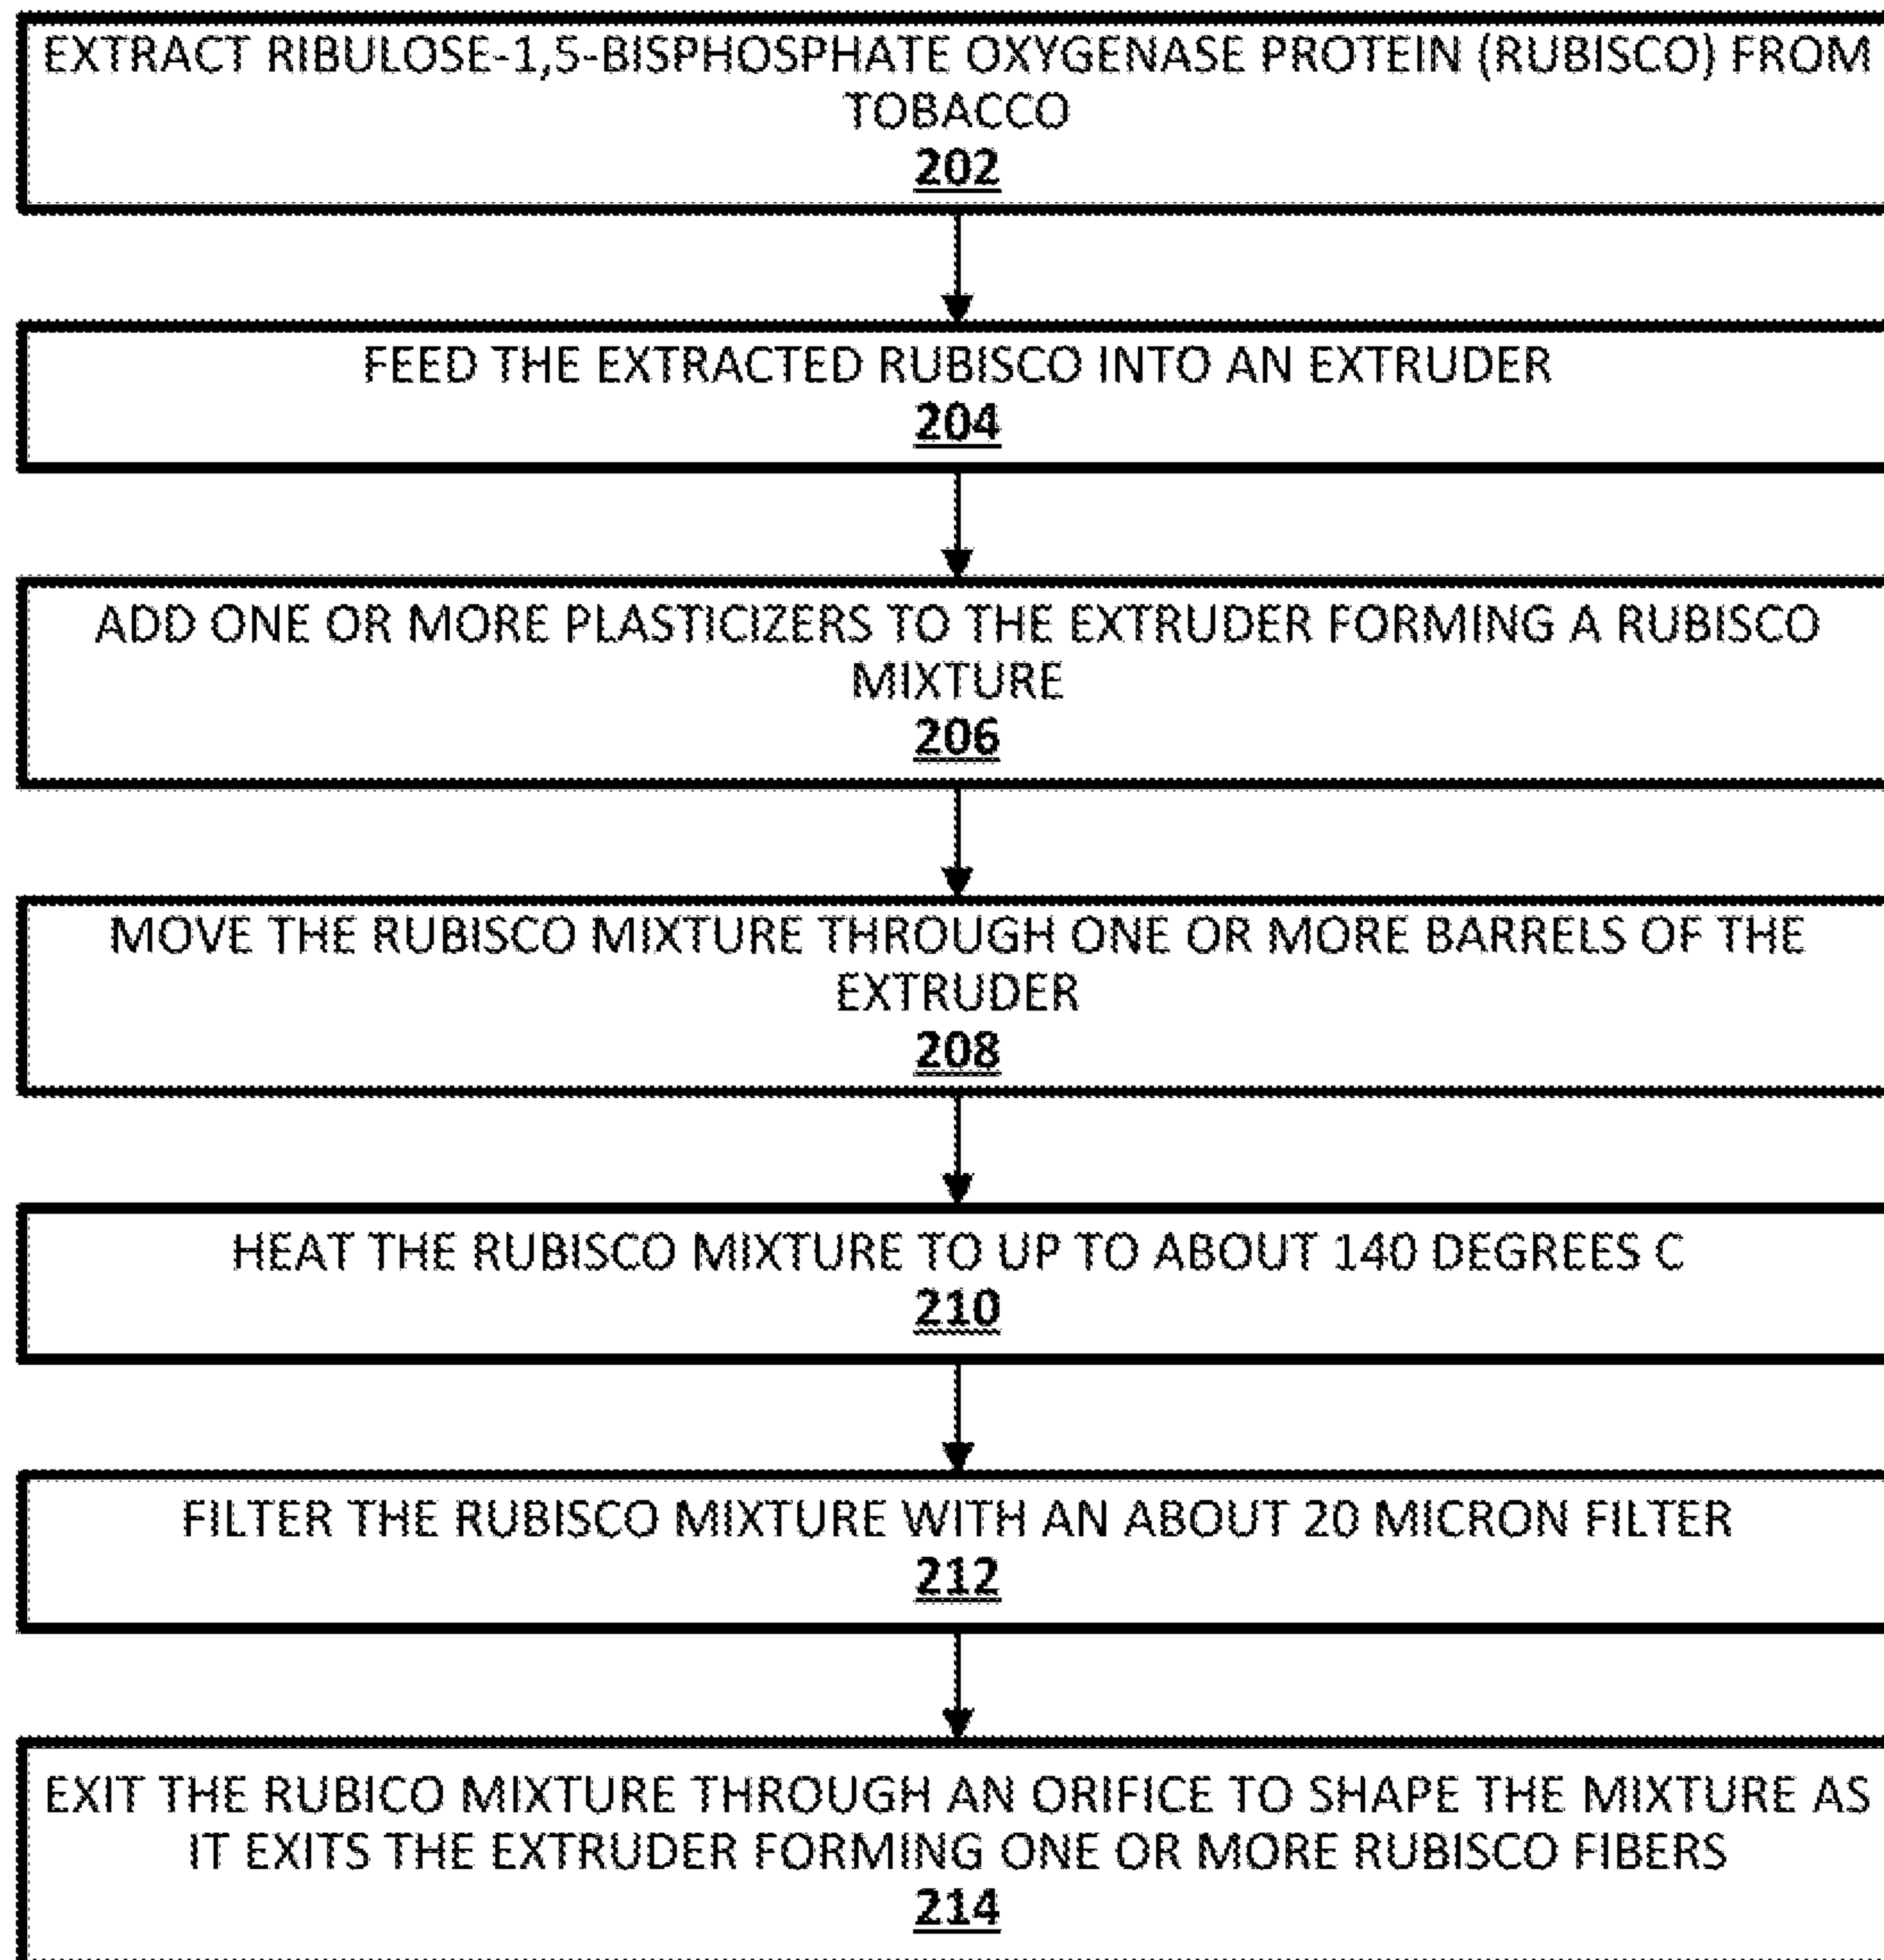 EXTRACT RIBULOSE-1,5-BISPHOSPHATE OXYGENASE PROTEIN (RUBISCO) FROM
TOBACCO
202
FEED THE EXTRACTED RUBISCO INTO AN EXTRUDER
204
ADD ONE OR MORE PLASTICIZERS TO THE EXTRUDER FORMING A RUBISCO
MIXTURE
206
MOVE THE RUBISCO MIXTURE THROUGH ONE OR MORE BARRELS OF THE
EXTRUDER
208
HEAT THE RUBISCO MIXTURE TO UP TO ABOUT 140 DEGREES C
210
FILTER THE RUBISCO MIXTURE WITH AN ABOUT 20 MICRON FILTER
212
EXIT THE RUBICO MIXTURE THROUGH AN ORIFICE TO SHAPE THE MIXTURE AS
IT EXITS THE EXTRUDER FORMING ONE OR MORE RUBISCO FIBERS
214